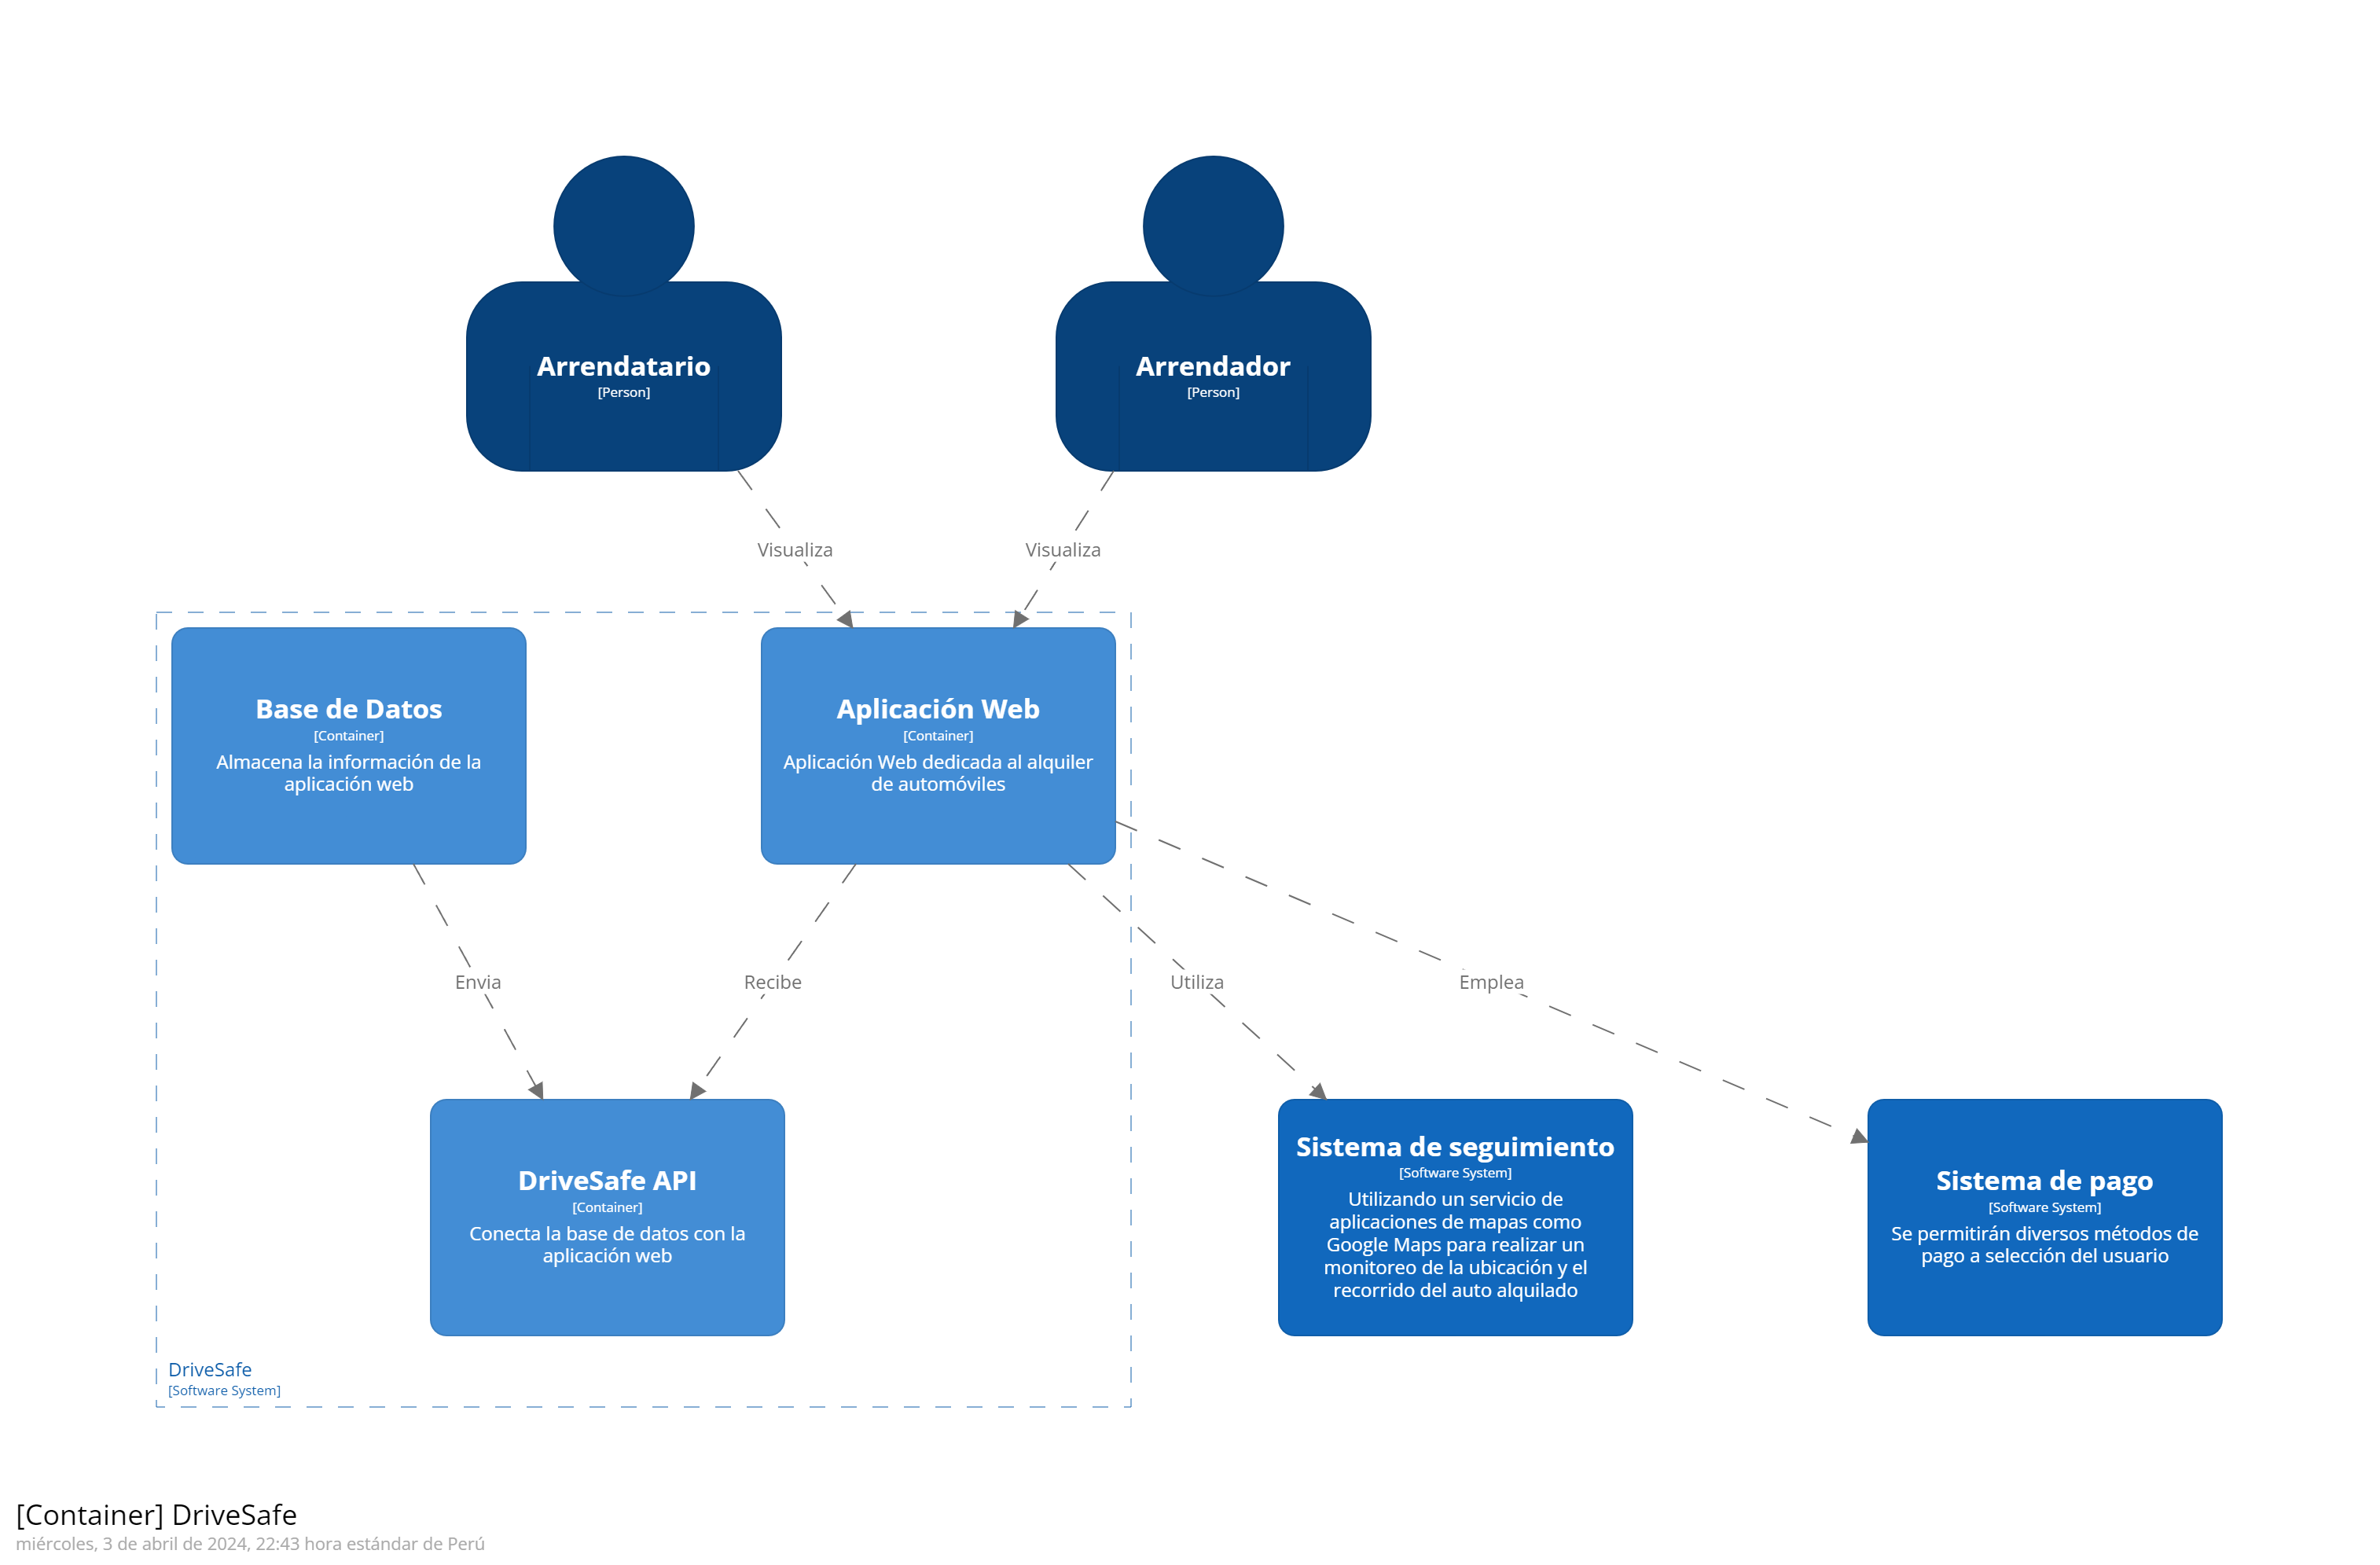 Arrendatario
[Person]
Arrendador
[Person]
Visualiza
Visualiza
Base de Datos
[Container]
Almacena la información de la
aplicación web
Aplicación Web
[Container]
Aplicación Web dedicada al alquiler
de automóviles
Envia
Recibe
Utiliza
Emplea
DriveSafe API
[Container]
Conecta la base de datos con la
aplicación web
Sistema de seguimiento
[Software System]
Utilizando un servicio de
aplicaciones de mapas como
Google Maps para realizar un
monitoreo de la ubicación y el
recorrido del auto alquilado
Sistema de pago
[Software System]
Se permitirán diversos métodos de
pago a selección del usuario
DriveSafe
[Software System]
[Container] DriveSafe
miércoles, 3 de abril de 2024, 22:43 hora estándar de Perú